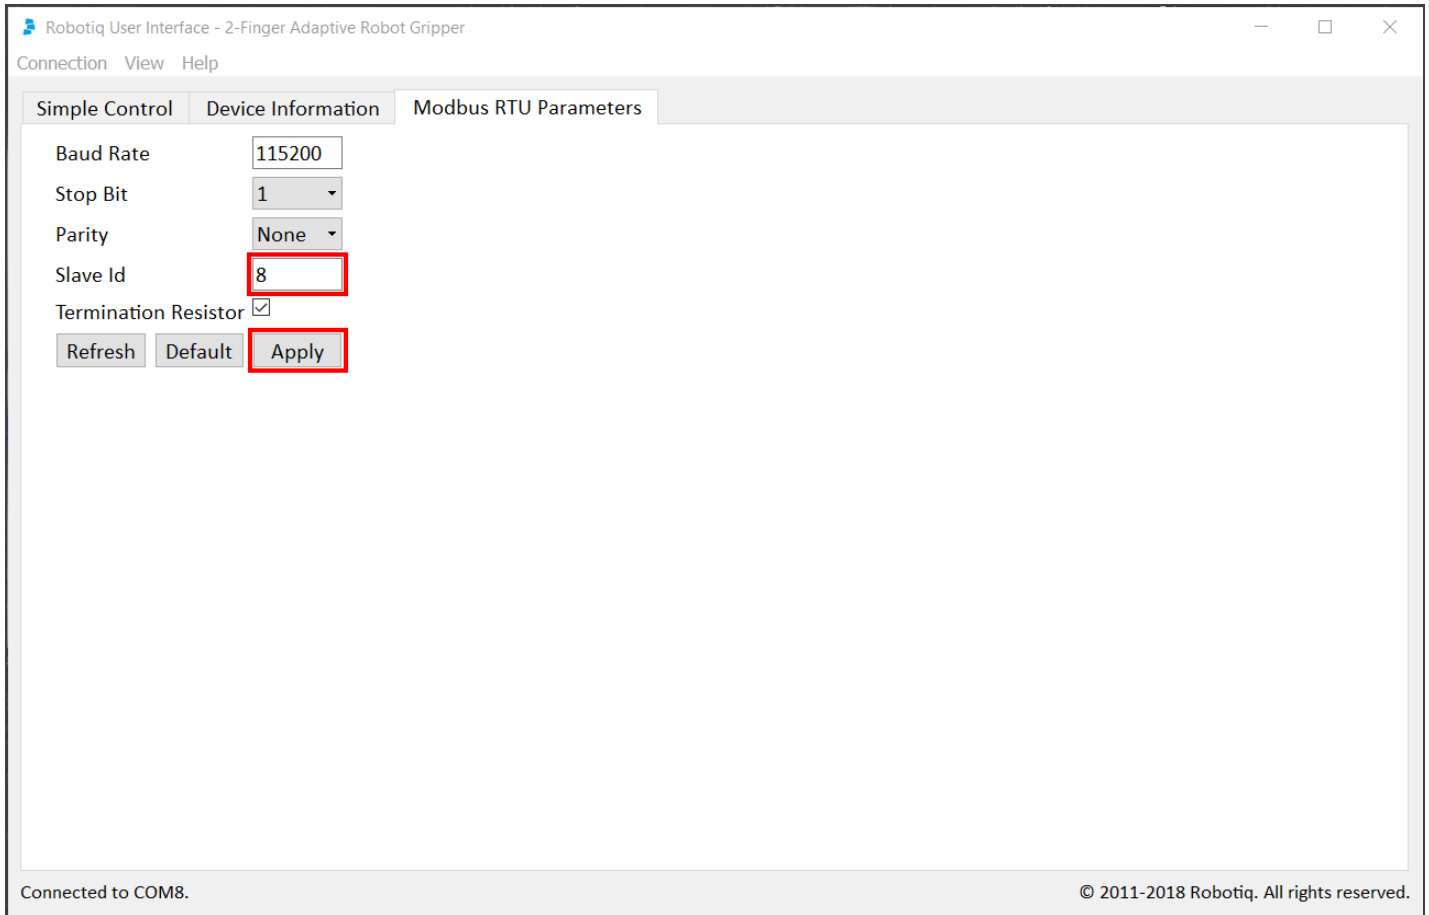 Robotiq User Interface - 2-Finger Adaptive Robot Gripper
Connection View Help
Simple Control Device Information Modbus RTU Parameters
Baud Rate 115200
Stop Bit 1
Parity None
Slave Id 8
Termination Resistor
Refresh Default Apply
Connected to COM8. © 2011-2018 Robotiq. All rights reserved.